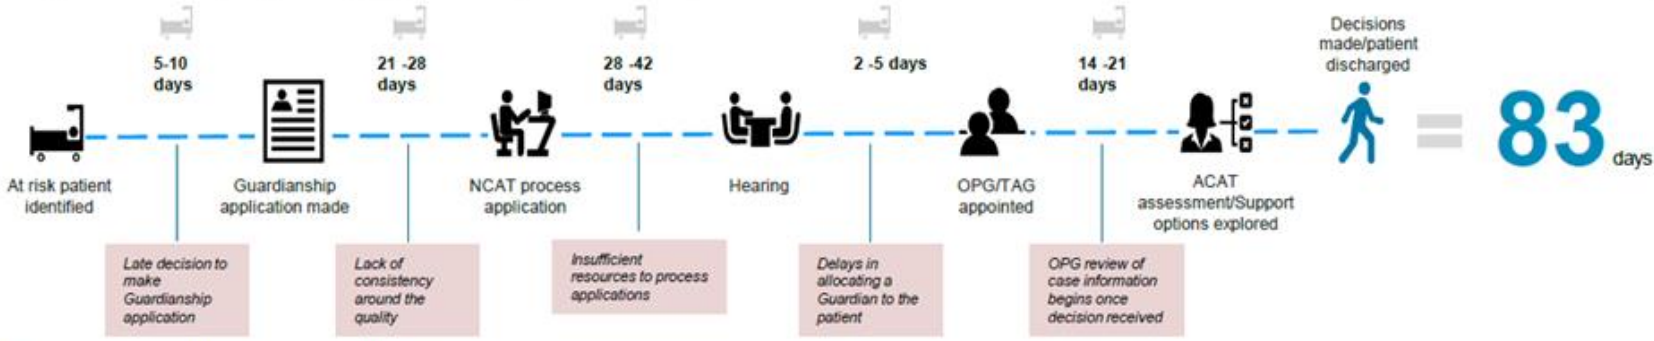 5-10
days
21 -28
days
28 -42
days
2 -5 days
14 -21
days
Decisions
made/patient
discharged
At risk patient
identified
Guardianship
application made
NCAT process
application
Hearing
OPG/TAG
appointed
ACAT
assessment/Support
options explored
= 83 days
Late decision to
make
Guardianship
application
Lack of
consistency
around the
quality
Insufficient
resources to process
applications
Delays in
allocating a
Guardian to the
patient
OPG review of
case information
begins once
decision received